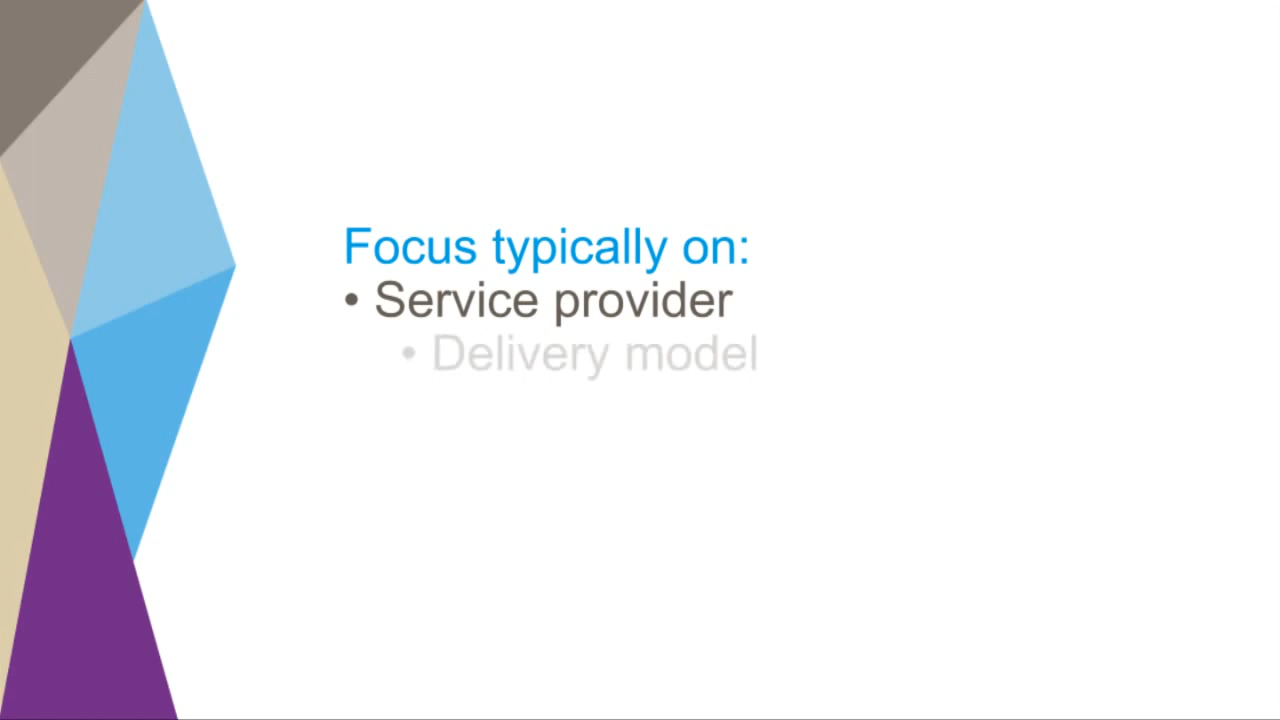 Focus typically on:
• Service provider
• Delivery model